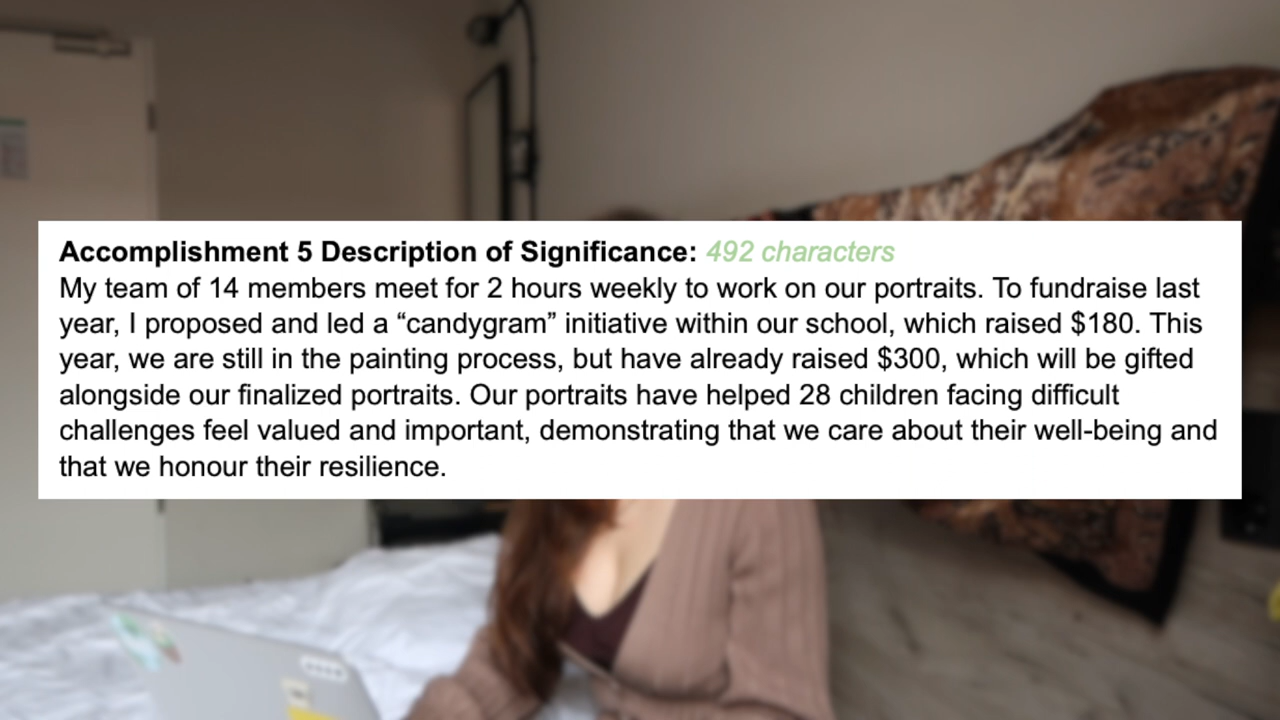 Accomplishment 5 Description of Significance: 492 characters
My team of 14 members meet for 2 hours weekly to work on our portraits. To fundraise last
year, I proposed and led a “candygram” initiative within our school, which raised $180. This
year, we are still in the painting process, but have already raised $300, which will be gifted
alongside our finalized portraits. Our portraits have helped 28 children facing difficult
challenges feel valued and important, demonstrating that we care about their well-being and
that we honour their resilience.